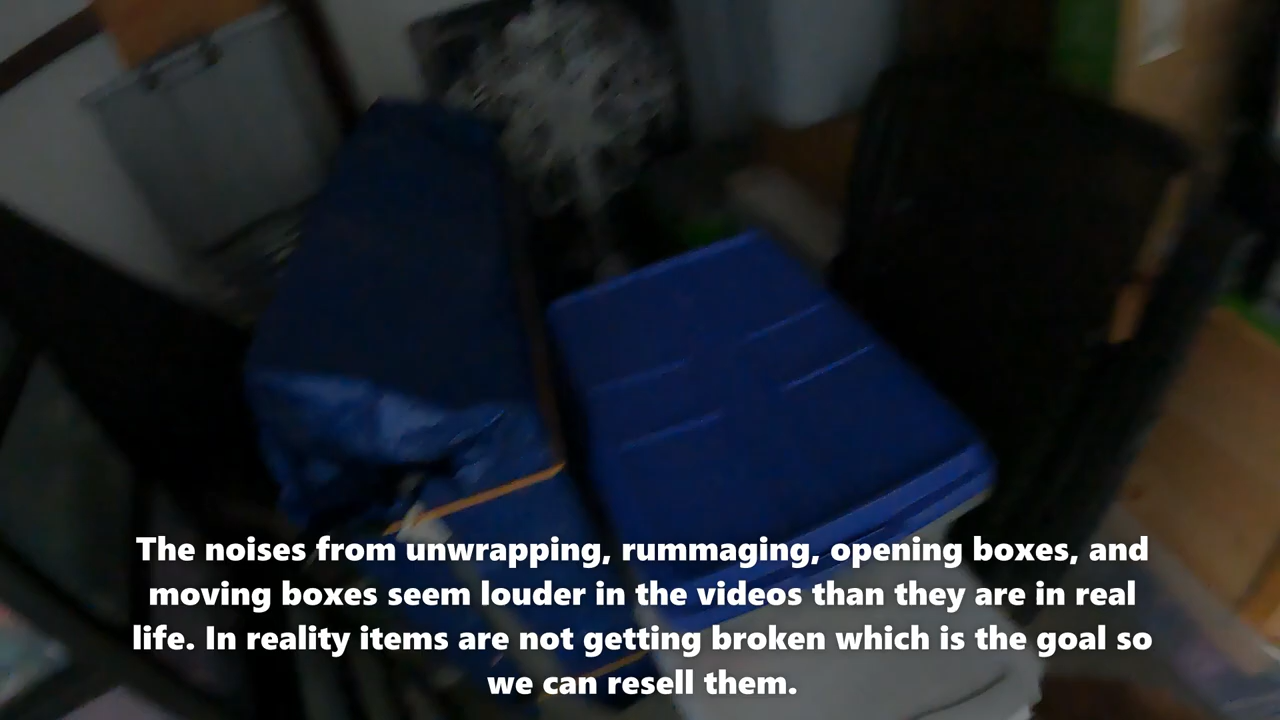 The noises from unwrapping, rummaging, opening boxes, and
moving boxes seem louder in the videos than they are in real
life. In reality items are not getting broken which is the goal so
we can resell them.